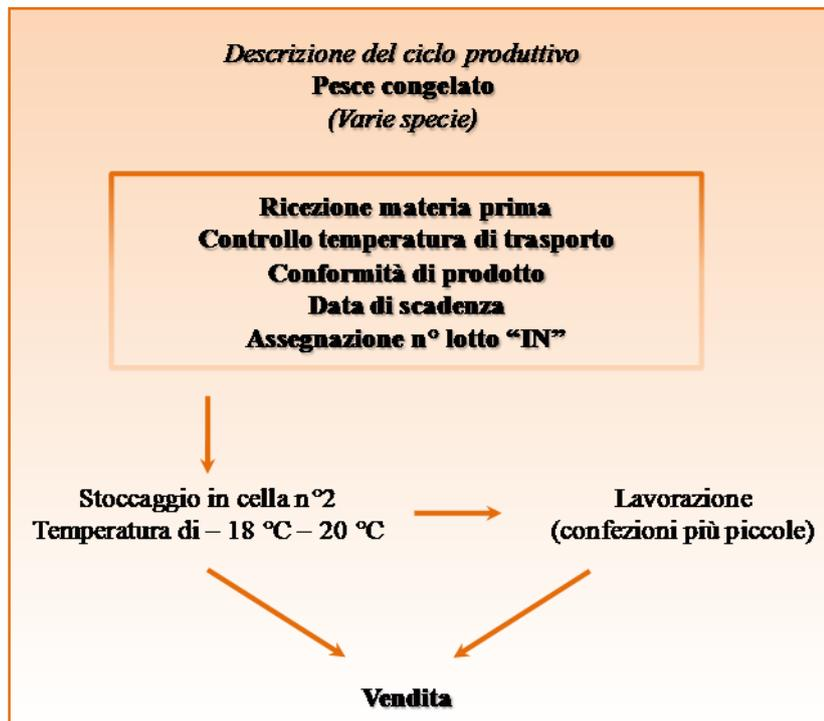 Descrizione del ciclo produttivo
Pesce congelato
(Varie specie)
Ricezione materia prima
Controllo temperatura di trasporto
Conformità di prodotto
Data di scadenza
Assegnazione n° lotto “IN”
Stoccaggio in cella n°2
Temperatura di – 18 °C – 20 °C
Lavorazione
(confezioni più piccole)
Vendita